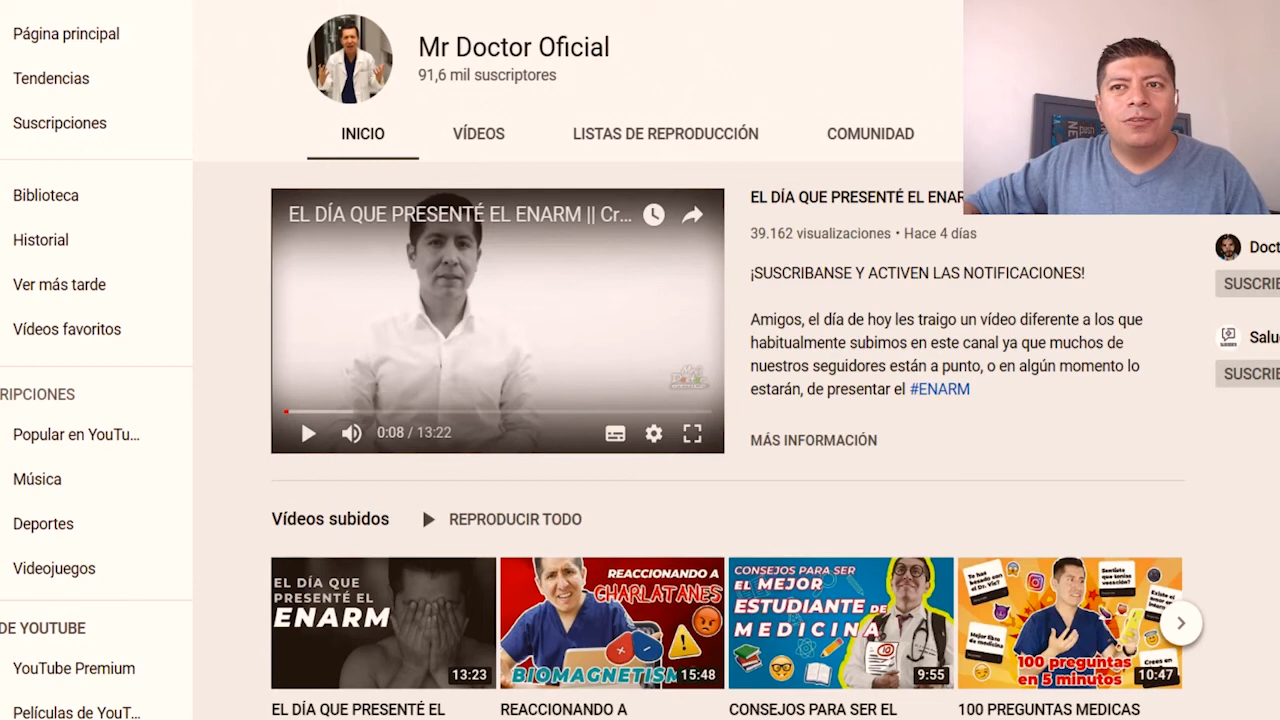 Página principal
Tendencias
Suscripciones
Biblioteca
Historial
Ver más tarde
Vídeos favoritos
RIPCIONES
Popular en YouTu...
Música
Deportes
Videojuegos
DE YOUTUBE
YouTube Premium
Películas de YouT...
Mr Doctor Oficial
91,6 mil suscriptores
INICIO
VÍDEOS
LISTAS DE REPRODUCCIÓN
COMUNIDAD
EL DÍA QUE PRESENTÉ EL ENARM || Cr...
0:08 / 13:22
EL DÍA QUE PRESENTÉ EL ENAR
39.162 visualizaciones • Hace 4 días
¡SUSCRIBANSE Y ACTIVEN LAS NOTIFICACIONES!
Amigos, el día de hoy les traigo un vídeo diferente a los que
habitualmente subimos en este canal ya que muchos de
nuestros seguidores están a punto, o en algún momento lo
estarán, de presentar el #ENARM
MÁS INFORMACIÓN
Doct
SUSCRIE
Salu
SUSCRIE
Vídeos subidos
REPRODUCIR TODO
EL DÍA QUE
PRESENTÉ EL
ENARM
13:23
REACCIONANDO A
CHARLATANES
BIOMAGNETISM
15:48
CONSEJOS PARA SER
EL MEJOR
ESTUDIANTE DE
MEDICINA
10
9:55
Mejor libro
de medicina
100 preguntas
en 5 minutos
10:47
EL DÍA QUE PRESENTÉ EL
REACCIONANDO A
CONSEJOS PARA SER EL
100 PREGUNTAS MEDICAS